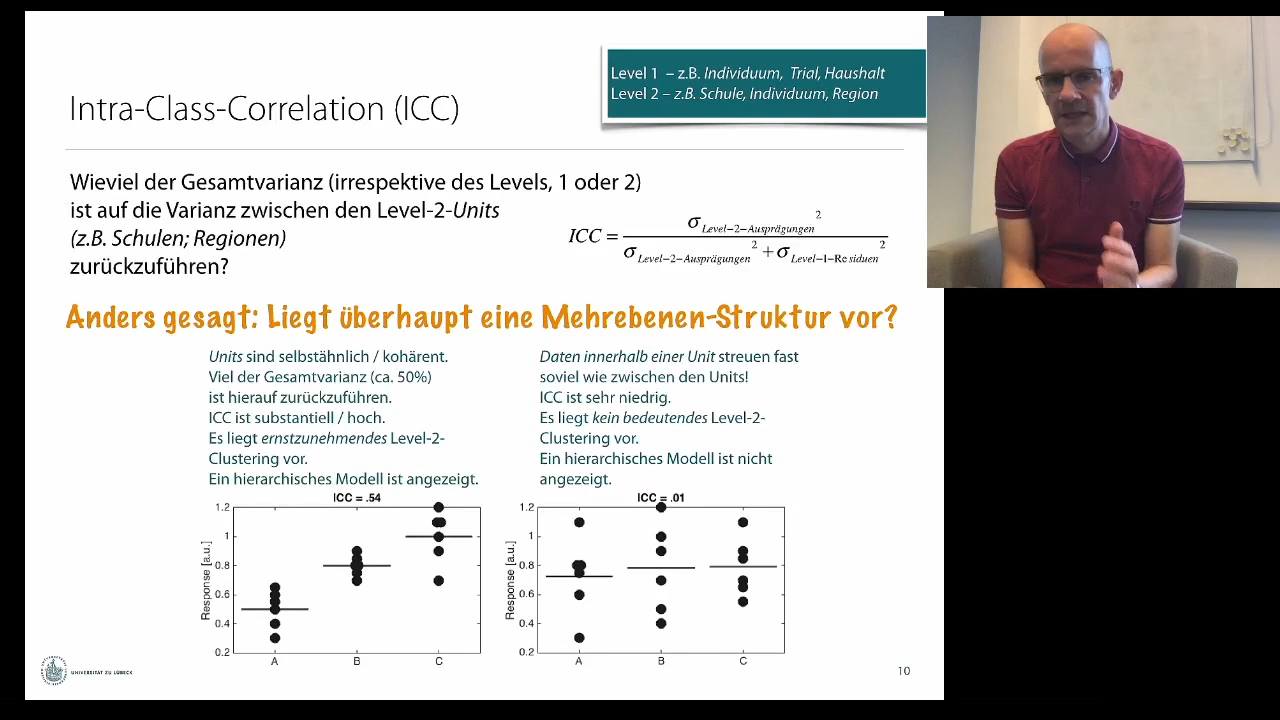 Level 1 – z.B. Individuum, Trial, Haushalt
Level 2 – z.B. Schule, Individuum, Region
Intra-Class-Correlation (ICC)
Wieviel der Gesamtvarianz (irrespektive des Levels, 1 oder 2)
ist auf die Varianz zwischen den Level-2-Units
(z.B. Schulen; Regionen)
zurückzuführen?
ICC = σ Level–2–Ausprägungen ² / σ Level–2–Ausprägungen ² + σ Level–1–Residuen ²
Anders gesagt: Liegt überhaupt eine Mehrebenen-Struktur vor?
Units sind selbstähnlich / kohärent.
Viel der Gesamtvarianz (ca. 50%)
ist hierauf zurückzuführen.
ICC ist substantiell / hoch.
Es liegt ernstzunehmendes Level-2-
Clustering vor.
Ein hierarchisches Modell ist angezeigt.
ICC = .54
1.2
1
0.8
0.6
0.4
0.2
Response [a.u.]
A B C
Daten innerhalb einer Unit streuen fast
soviel wie zwischen den Units!
ICC ist sehr niedrig.
Es liegt kein bedeutendes Level-2-
Clustering vor.
Ein hierarchisches Modell ist nicht
angezeigt.
ICC = .01
1.2
1
0.8
0.6
0.4
0.2
Response [a.u.]
A B C
UNIVERSITÄT ZU LÜBECK
10